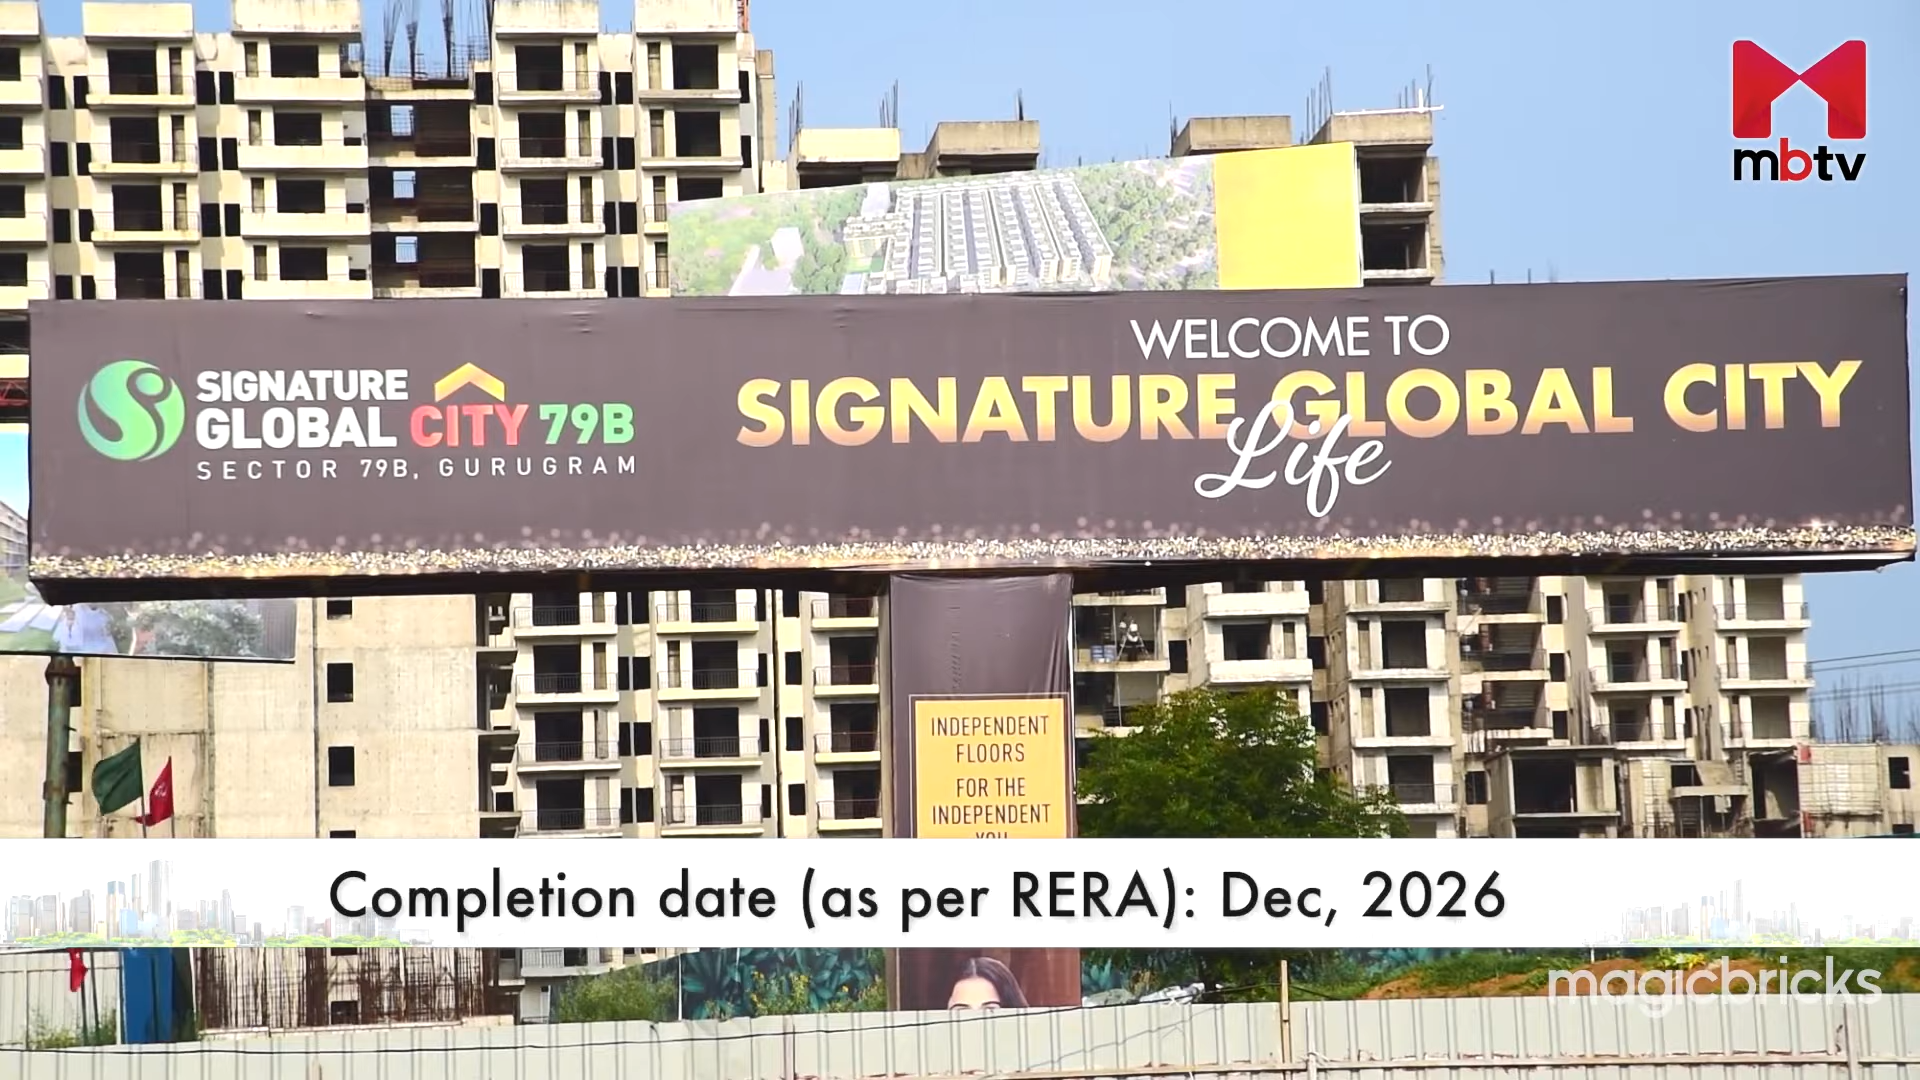 mbtv
WELCOME TO
SIGNATURE GLOBAL CITY
Life
SIGNATURE
GLOBAL CITY 79B
SECTOR 79B, GURUGRAM
INDEPENDENT
FLOORS
FOR THE
INDEPENDENT
YOU
Completion date (as per RERA): Dec, 2026
magicbricks